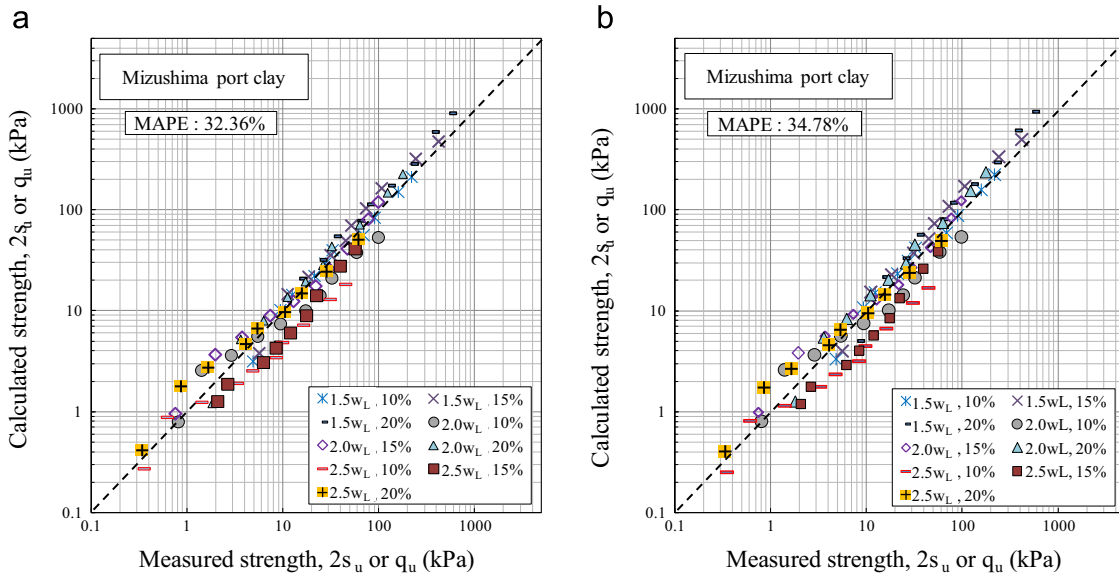 a
Mizushima port clay
MAPE : 32.36%
Calculated strength, 2su or qu (kPa)
1000
100
10
1
0.1
0.1 1 10 100 1000
Measured strength, 2su or qu (kPa)
1.5wL , 10% 1.5wL , 15%
1.5wL , 20% 2.0wL , 10%
2.0wL , 15% 2.0wL , 20%
2.5wL , 10% 2.5wL , 15%
2.5wL , 20%
b
Mizushima port clay
MAPE : 34.78%
Calculated strength, 2su or qu (kPa)
1000
100
10
1
0.1
0.1 1 10 100 1000
Measured strength, 2su or qu (kPa)
1.5wL , 10% 1.5wL, 15%
1.5wL , 20% 2.0wL, 10%
2.0wL , 15% 2.0wL, 20%
2.5wL , 10% 2.5wL, 15%
2.5wL , 20%